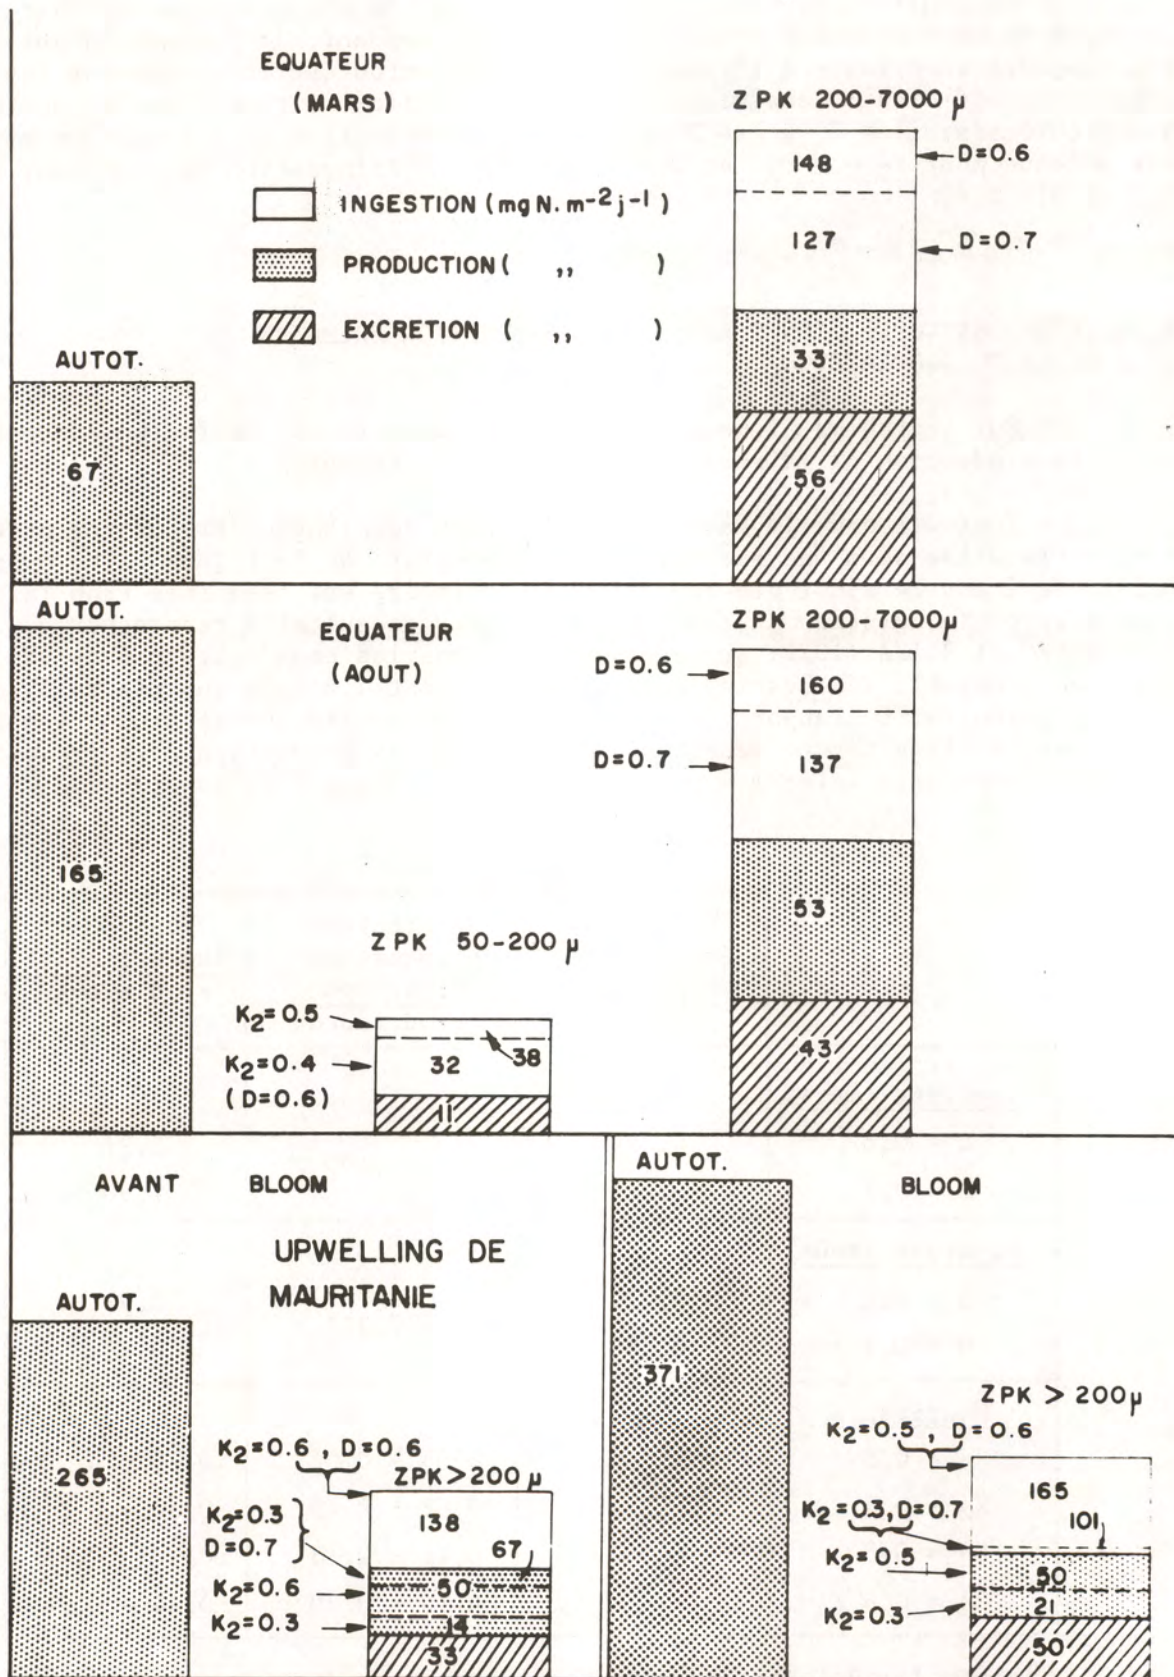 EQUATEUR
(MARS)
ZPK 200-7000 µ
148
D=0.6
127
D=0.7
INGESTION (mg N. m-2 j-1)
PRODUCTION ( ,, )
EXCRETION ( ,, )
AUTOT.
67
33
56
AUTOT.
EQUATEUR
(AOUT)
ZPK 200-7000 µ
D=0.6
160
D=0.7
137
165
53
ZPK 50-200 µ
K2=0.5
38
K2=0.4
32
(D=0.6)
11
43
AVANT BLOOM
UPWELLING DE
MAURITANIE
AUTOT.
265
K2=0.6 , D=0.6
ZPK>200 µ
138
K2=0.3
D=0.7
67
K2=0.6
50
K2=0.3
14
33
AUTOT.
BLOOM
371
ZPK > 200 µ
K2=0.5 , D=0.6
165
K2=0.3, D=0.7
101
K2=0.5
50
K2=0.3
21
50